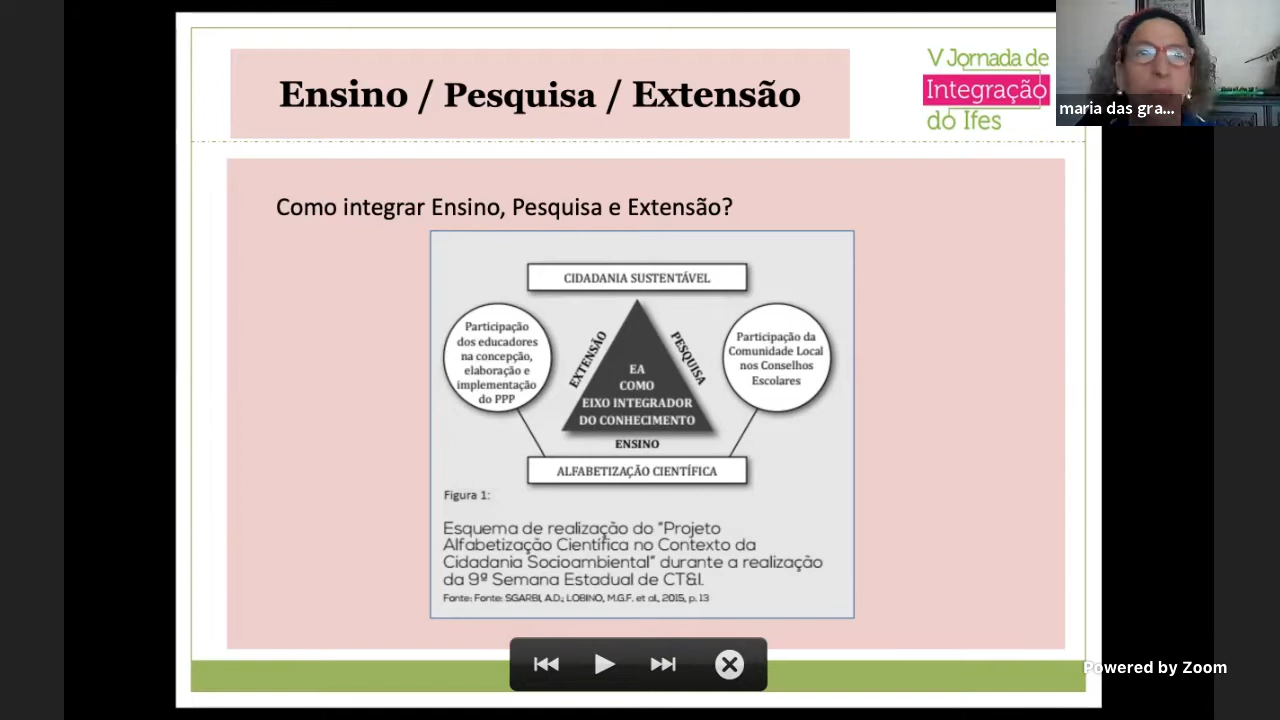 Ensino / Pesquisa / Extensão
V Jornada de
Integração
do Ifes
maria das gra...
Como integrar Ensino, Pesquisa e Extensão?
CIDADANIA SUSTENTÁVEL
Participação
dos educadores
na concepção,
elaboração e
implementação
do PPP
EXTENSÃO
PESQUISA
Participação da
Comunidade Local
nos Conselhos
Escolares
EA
COMO
EIXO INTEGRADOR
DO CONHECIMENTO
ENSINO
ALFABETIZAÇÃO CIENTÍFICA
Figura 1:
Esquema de realização do "Projeto
Alfabetização Científica no Contexto da
Cidadania Socioambiental" durante a realização
da 9ª Semana Estadual de CT&I.
Fonte: Fonte: SGARBI, A.D.; LOBINO, M.G.F. et al., 2015, p. 13
Powered by Zoom